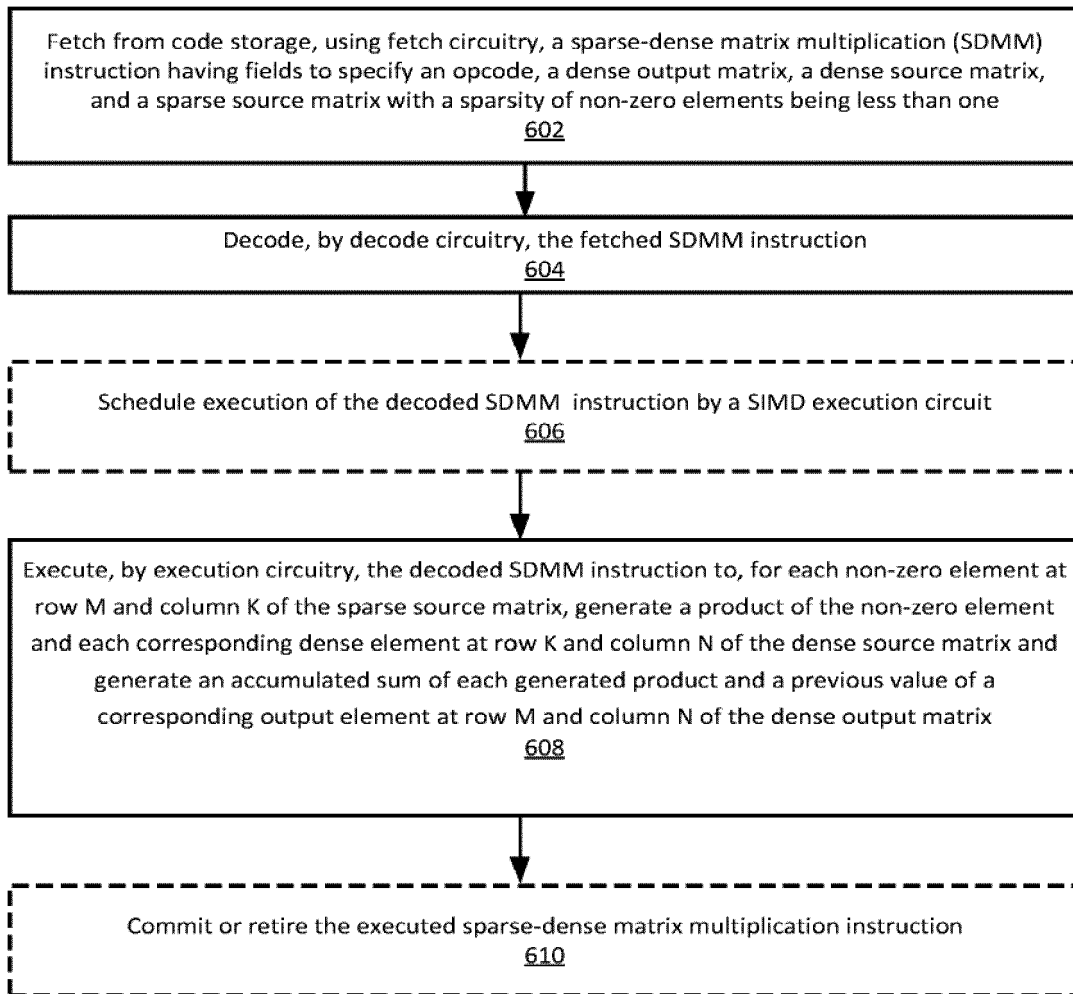 Fetch from code storage, using fetch circuitry, a sparse-dense matrix multiplication (SDMM)
instruction having fields to specify an opcode, a dense output matrix, a dense source matrix,
and a sparse source matrix with a sparsity of non-zero elements being less than one
602
Decode, by decode circuitry, the fetched SDMM instruction
604
Schedule execution of the decoded SDMM instruction by a SIMD execution circuit
606
Execute, by execution circuitry, the decoded SDMM instruction to, for each non-zero element at
row M and column K of the sparse source matrix, generate a product of the non-zero element
and each corresponding dense element at row K and column N of the dense source matrix and
generate an accumulated sum of each generated product and a previous value of a
corresponding output element at row M and column N of the dense output matrix
608
Commit or retire the executed sparse-dense matrix multiplication instruction
610